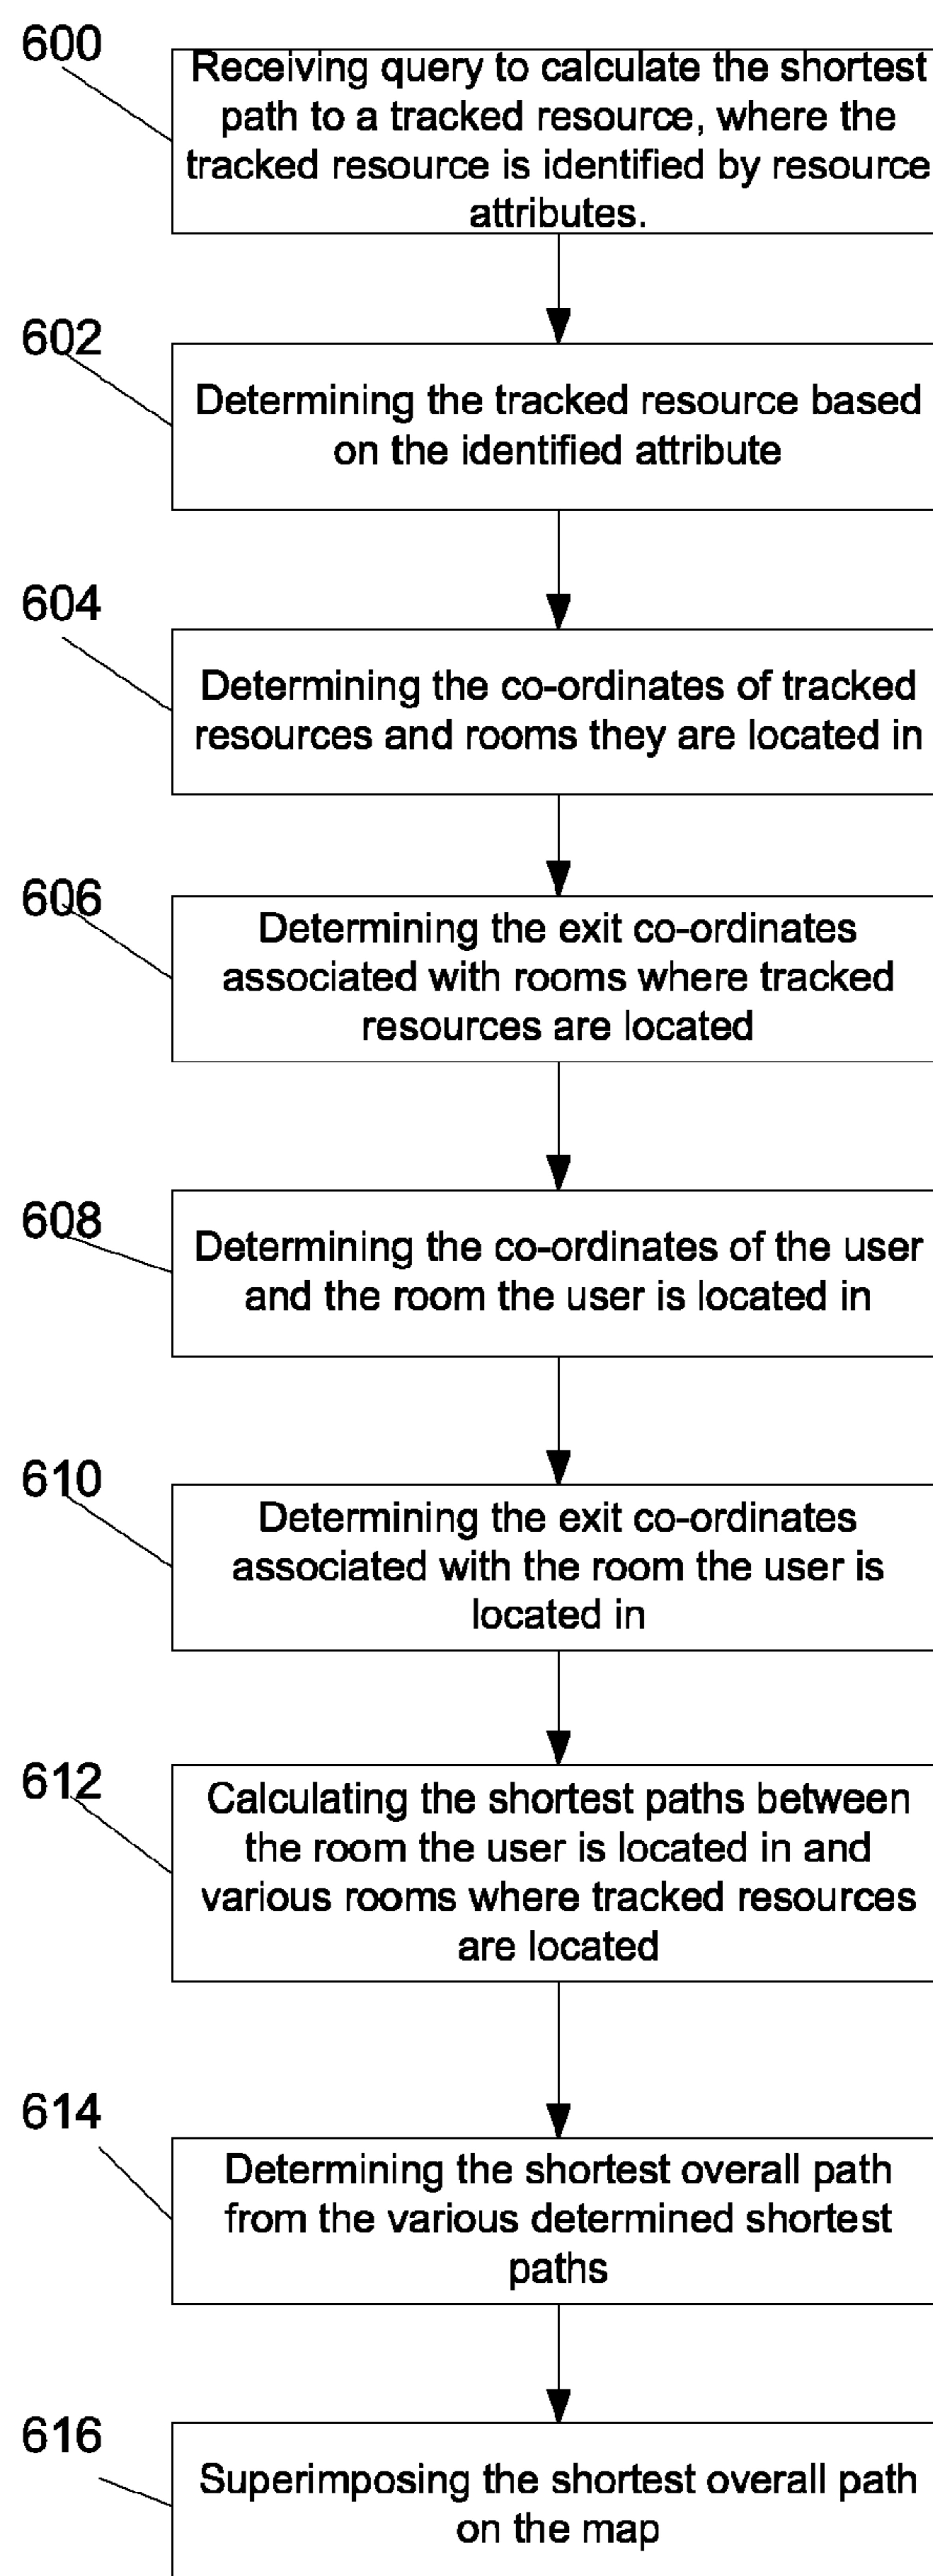 600
Receiving query to calculate the shortest
path to a tracked resource, where the
tracked resource is identified by resource
attributes.
602
Determining the tracked resource based
on the identified attribute
604
Determining the co-ordinates of tracked
resources and rooms they are located in
606
Determining the exit co-ordinates
associated with rooms where tracked
resources are located
608
Determining the co-ordinates of the user
and the room the user is located in
610
Determining the exit co-ordinates
associated with the room the user is
located in
612
Calculating the shortest paths between
the room the user is located in and
various rooms where tracked resources
are located
614
Determining the shortest overall path
from the various determined shortest
paths
616
Superimposing the shortest overall path
on the map